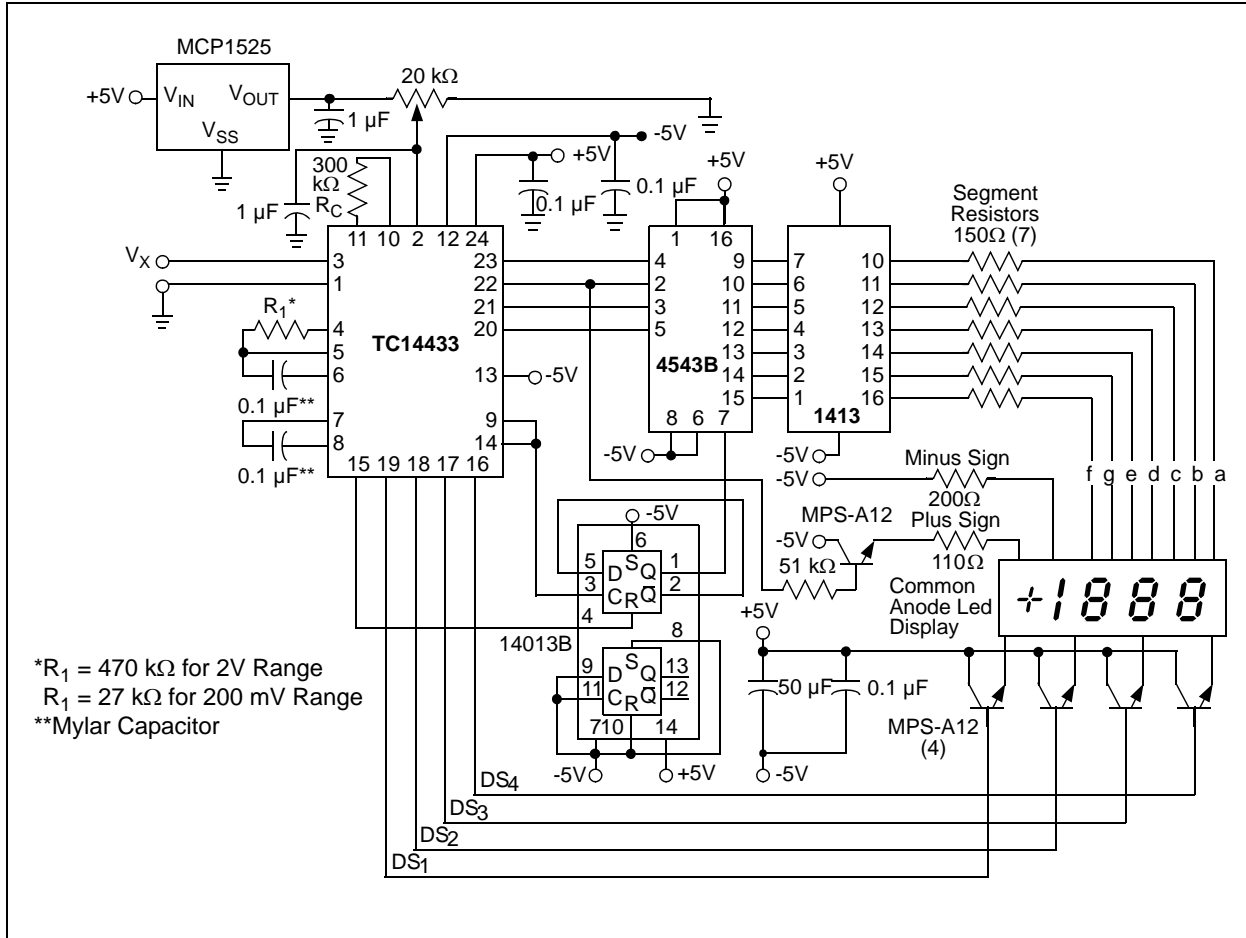 MCP1525
+5V
VIN
VOUT
VSS
1 µF
20 kΩ
-5V
+5V
0.1 µF
0.1 µF
300
kΩ
RC
1 µF
11 10 2 12 24
VX
3
1
R1*
4
5
6
0.1 µF**
7
8
0.1 µF**
TC14433
23
22
21
20
13
-5V
9
14
15 19 18 17 16
+5V
1 16
4
2
3
5
9
10
11
12
13
14
15
4543B
8 6 7
-5V
+5V
7
6
5
4
3
2
1
10
11
12
13
14
15
16
1413
-5V
Segment
Resistors
150Ω (7)
-5V
Minus Sign
200Ω
MPS-A12
Plus Sign
-5V
110Ω
51 kΩ
f g e d c b a
Common
Anode Led
Display
+1888
-5V
6
5 D S Q 1
3 C R Q 2
4
14013B
8
9 D S Q 13
11 C R Q 12
7 10 14
-5V
+5V
+5V
50 µF
0.1 µF
-5V
MPS-A12
(4)
DS4
DS3
DS2
DS1
*R1 = 470 kΩ for 2V Range
R1 = 27 kΩ for 200 mV Range
**Mylar Capacitor